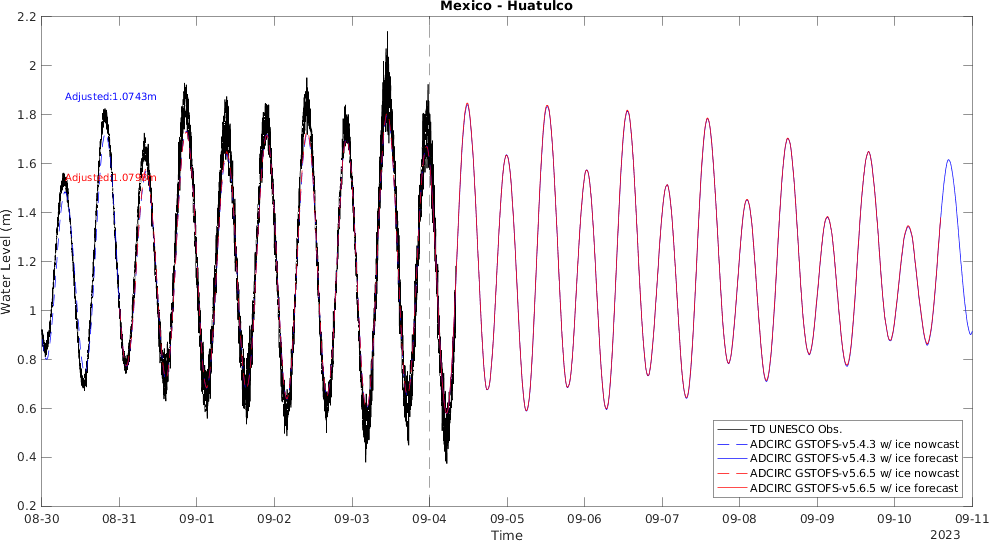 Mexico - Huatulco
2.2
2
1.8
1.6
1.4
1.2
1
0.8
0.6
0.4
0.2
Water Level (m)
Adjusted:1.0743m
TD UNESCO Obs.
ADCIRC GSTOFS-v5.4.3 w/ ice nowcast
ADCIRC GSTOFS-v5.4.3 w/ ice forecast
ADCIRC GSTOFS-v5.6.5 w/ ice nowcast
ADCIRC GSTOFS-v5.6.5 w/ ice forecast
08-30 08-31 09-01 09-02 09-03 09-04 09-05 09-06 09-07 09-08 09-09 09-10 09-11
Time
2023